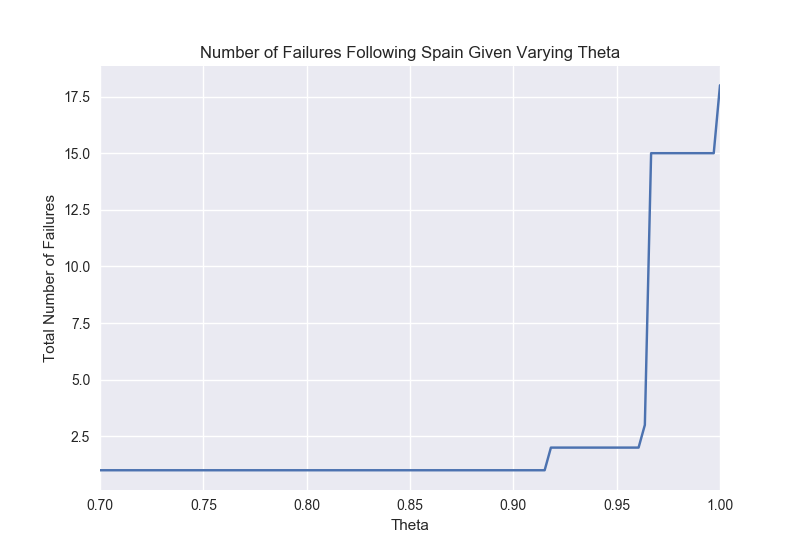 Number of Failures Following Spain Given Varying Theta
17.5
15.0
12.5
10.0
7.5
5.0
2.5
Total Number of Failures
0.70 0.75 0.80 0.85 0.90 0.95 1.00
Theta